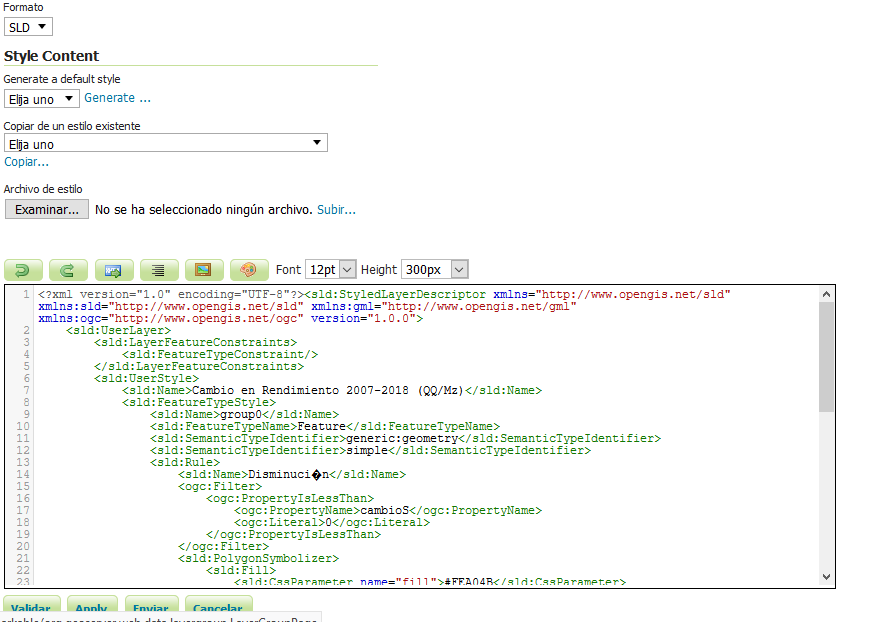 Formato
SLD
Style Content
Generate a default style
Elija uno Generate ...
Copiar de un estilo existente
Elija uno
Copiar...
Archivo de estilo
Examinar... No se ha seleccionado ningún archivo. Subir...
Font 12pt Height 300px
1 <?xml version="1.0" encoding="UTF-8"?><sld:StyledLayerDescriptor xmlns="http://www.opengis.net/sld"
xmlns:sld="http://www.opengis.net/sld" xmlns:gml="http://www.opengis.net/gml"
xmlns:ogc="http://www.opengis.net/ogc" version="1.0.0">
2 <sld:UserLayer>
3 <sld:LayerFeatureConstraints>
4 <sld:FeatureTypeConstraint/>
5 </sld:LayerFeatureConstraints>
6 <sld:UserStyle>
7 <sld:Name>Cambio en Rendimiento 2007-2018 (QQ/Mz)</sld:Name>
8 <sld:FeatureTypeStyle>
9 <sld:Name>group0</sld:Name>
10 <sld:FeatureTypeName>Feature</sld:FeatureTypeName>
11 <sld:SemanticTypeIdentifier>generic:geometry</sld:SemanticTypeIdentifier>
12 <sld:SemanticTypeIdentifier>simple</sld:SemanticTypeIdentifier>
13 <sld:Rule>
14 <sld:Name>Disminuci�n</sld:Name>
15 <ogc:Filter>
16 <ogc:PropertyIsLessThan>
17 <ogc:PropertyName>cambioS</ogc:PropertyName>
18 <ogc:Literal>0</ogc:Literal>
19 </ogc:PropertyIsLessThan>
20 </ogc:Filter>
21 <sld:PolygonSymbolizer>
22 <sld:Fill>
23 <sld:CssParameter name="fill">#FEA04B</sld:CssParameter>
Validar Apply Enviar Cancelar